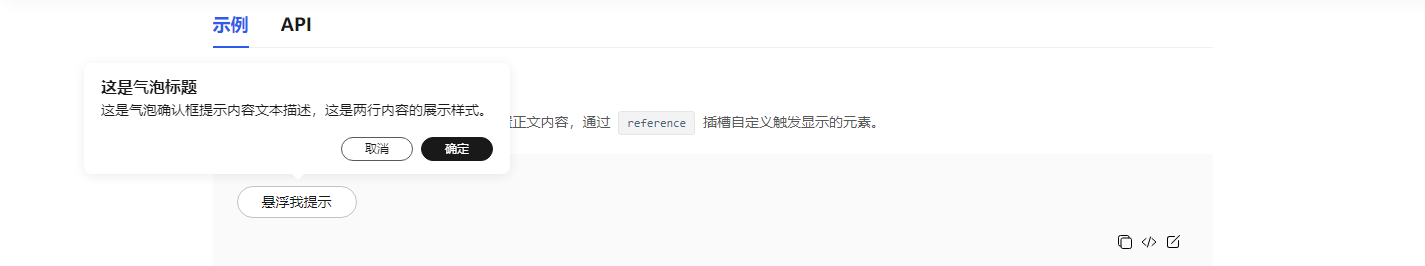 示例 API
这是气泡标题
这是气泡确认框提示内容文本描述，这是两行内容的展示样式。
正文内容，通过 reference 插槽自定义触发显示的元素。
取消 确定
悬浮我提示